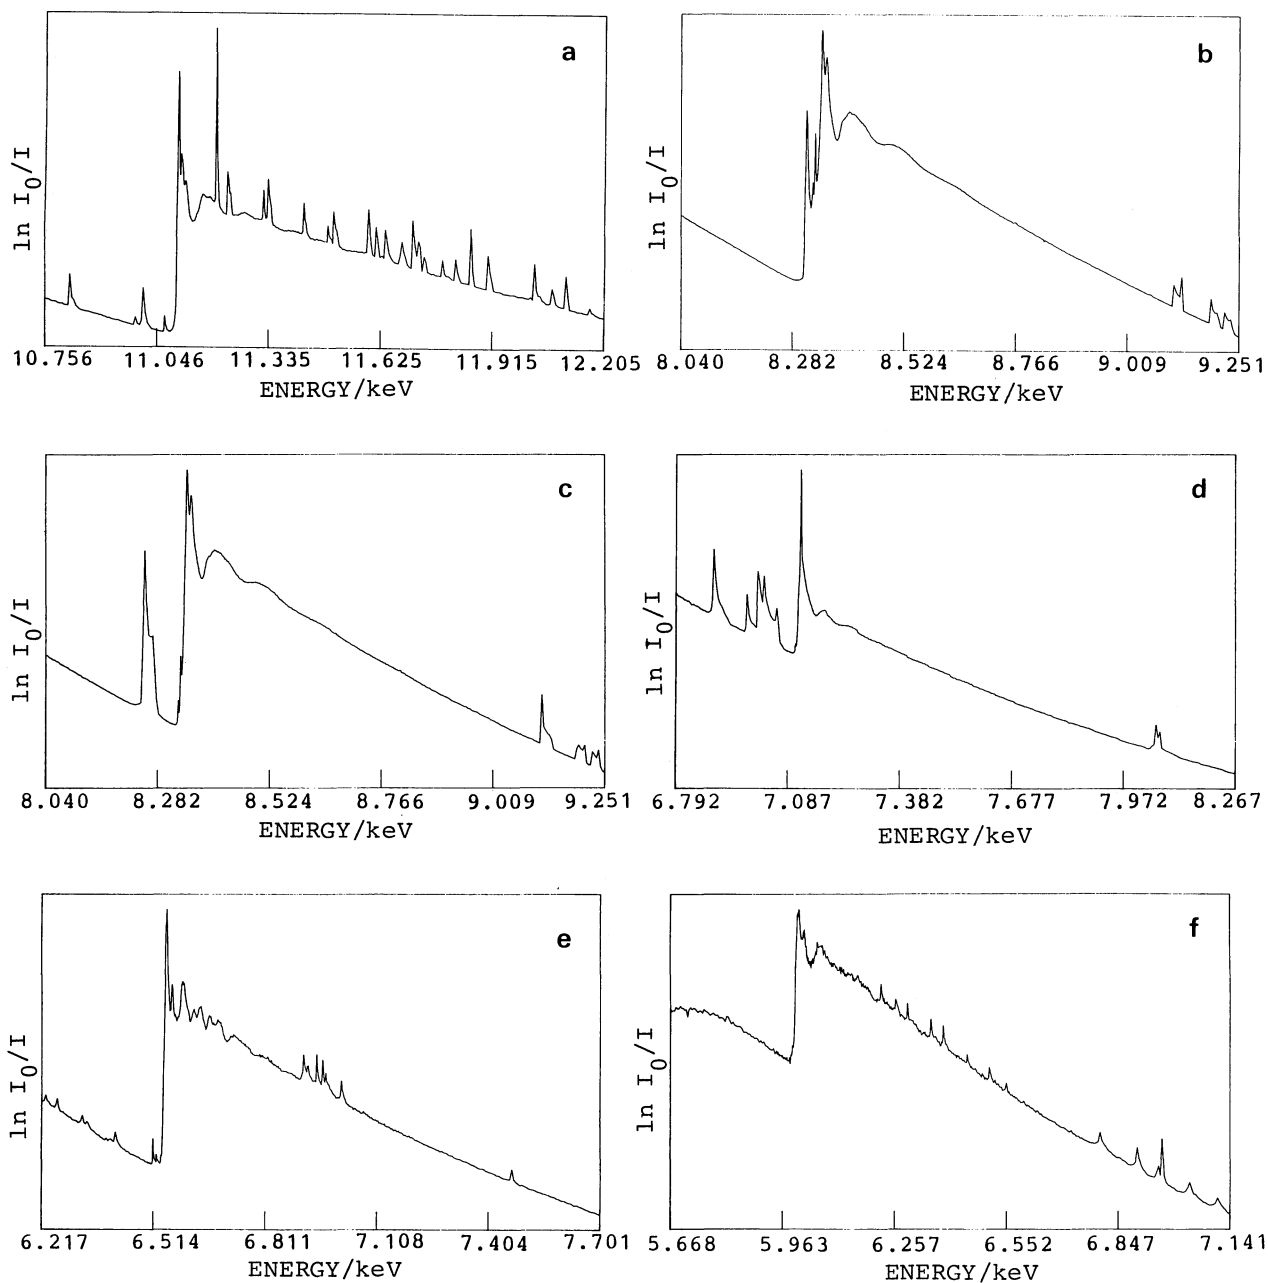 a
ln I0/I
10.756 11.046 11.335 11.625 11.915 12.205
ENERGY/keV
b
ln I0/I
8.040 8.282 8.524 8.766 9.009 9.251
ENERGY/keV
c
ln I0/I
8.040 8.282 8.524 8.766 9.009 9.251
ENERGY/keV
d
ln I0/I
6.792 7.087 7.382 7.677 7.972 8.267
ENERGY/keV
e
ln I0/I
6.217 6.514 6.811 7.108 7.404 7.701
ENERGY/keV
f
ln I0/I
5.668 5.963 6.257 6.552 6.847 7.141
ENERGY/keV